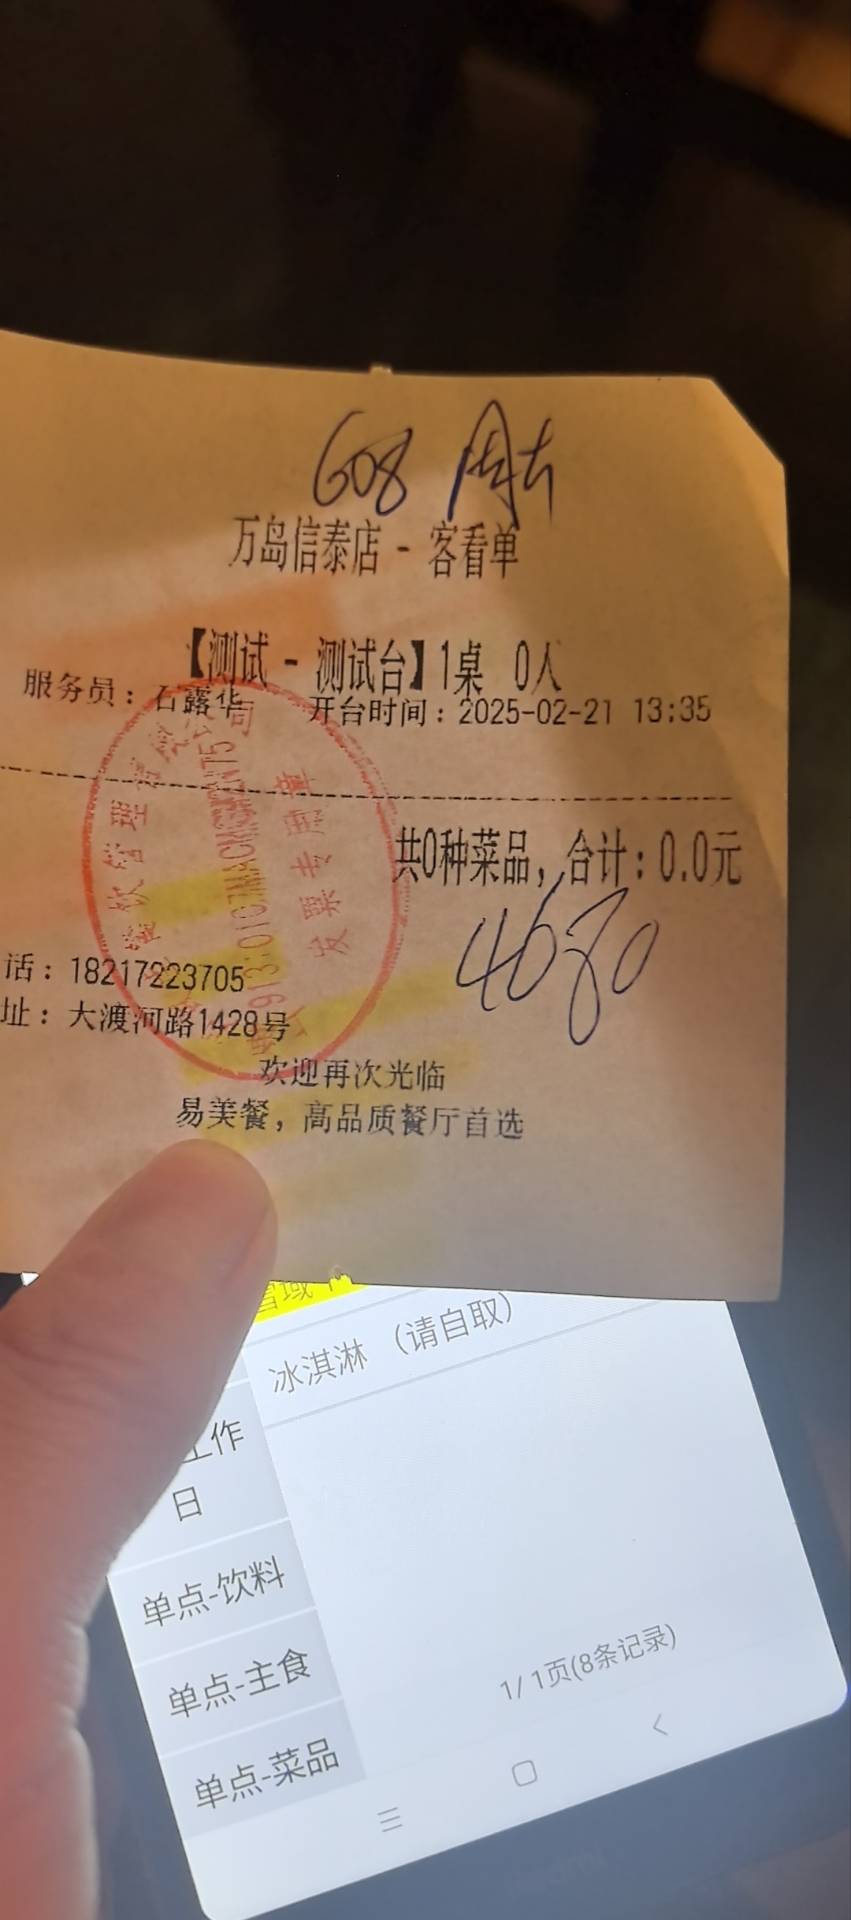 608
万岛信泰店 - 客看单
【测试 - 测试台】1桌 0人
服务员：石露华 开台时间：2025-02-21 13:35
共0种菜品，合计：0.0元
话：18217223705
址：大渡河路1428号
欢迎再次光临
易美餐，高品质餐厅首选
发票专用章
冰淇淋 （请自取）
工作
日
单点-饮料
单点-主食
单点-菜品
1/1页(8条记录)